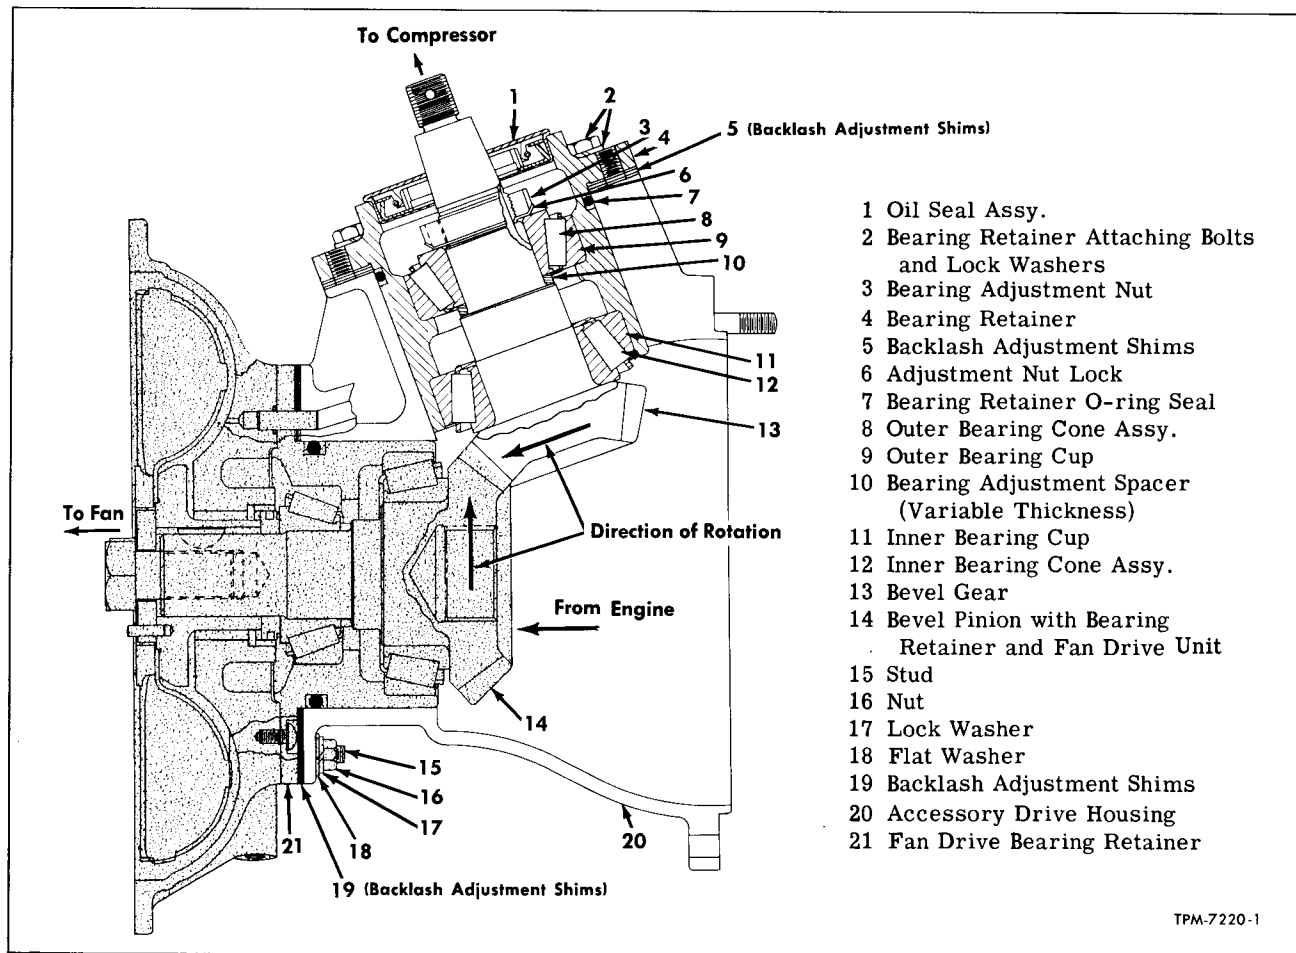 To Compressor
1
2
3
4
5 (Backlash Adjustment Shims)
6
7
8
9
10
11
12
13
To Fan
Direction of Rotation
From Engine
14
15
16
17
18
19 (Backlash Adjustment Shims)
20
21
1 Oil Seal Assy.
2 Bearing Retainer Attaching Bolts
and Lock Washers
3 Bearing Adjustment Nut
4 Bearing Retainer
5 Backlash Adjustment Shims
6 Adjustment Nut Lock
7 Bearing Retainer O-ring Seal
8 Outer Bearing Cone Assy.
9 Outer Bearing Cup
10 Bearing Adjustment Spacer
(Variable Thickness)
11 Inner Bearing Cup
12 Inner Bearing Cone Assy.
13 Bevel Gear
14 Bevel Pinion with Bearing
Retainer and Fan Drive Unit
15 Stud
16 Nut
17 Lock Washer
18 Flat Washer
19 Backlash Adjustment Shims
20 Accessory Drive Housing
21 Fan Drive Bearing Retainer
TPM-7220-1